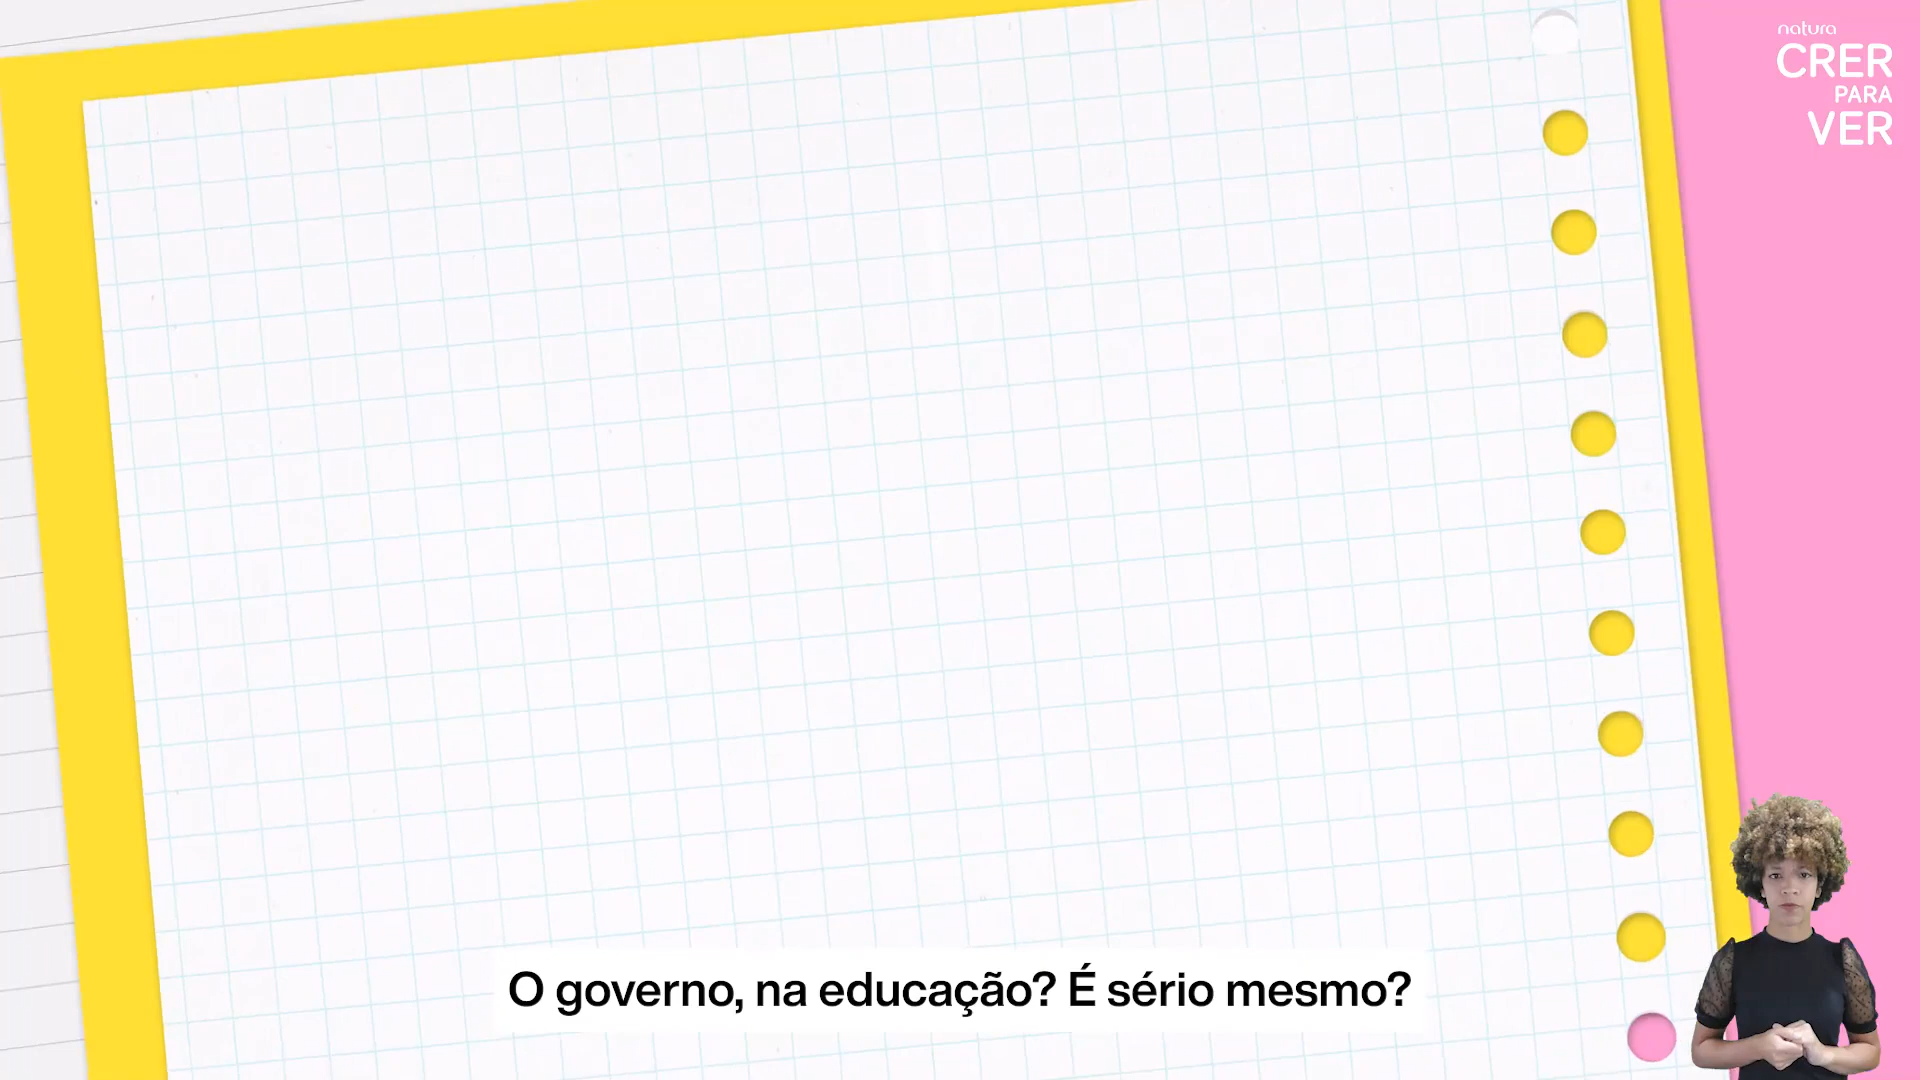 natura
CRER
PARA
VER
O governo, na educação? É sério mesmo?